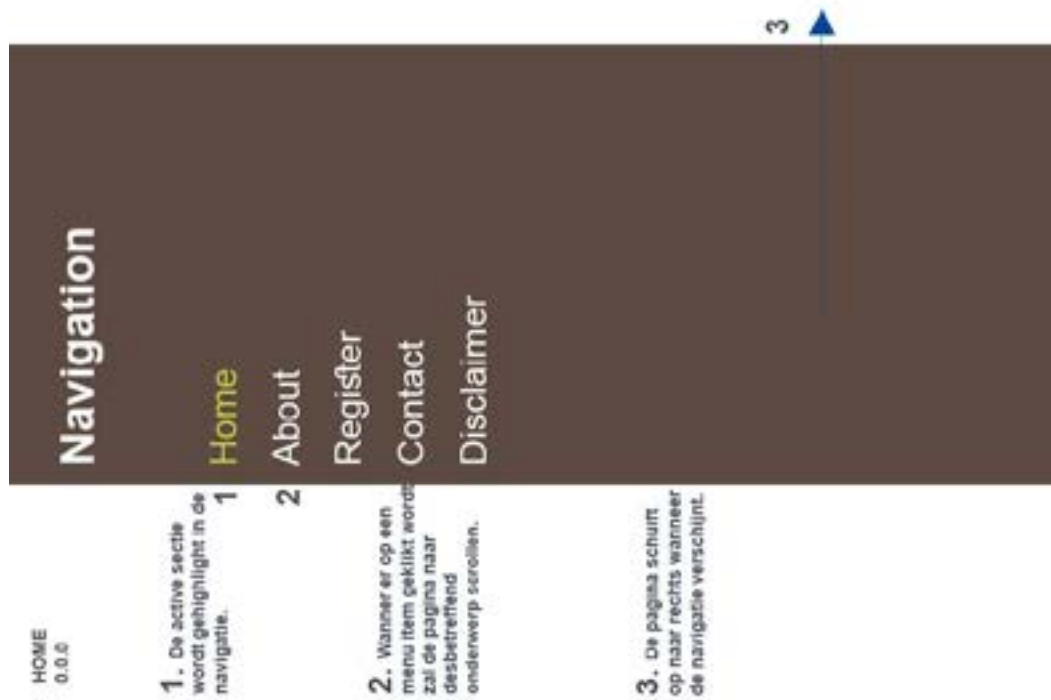 HOME
0.0.0
1. De active sectie
wordt gehighlight in de
navigatie.
2. Wanner er op een
menu item geklikt wordt
zal de pagina naar
desbetreffend
onderwerp scrollen.
3. De pagina schuift
op naar rechts wanneer
de navigatie verschijnt.
Navigation
1 Home
2 About
Register
Contact
Disclaimer
3